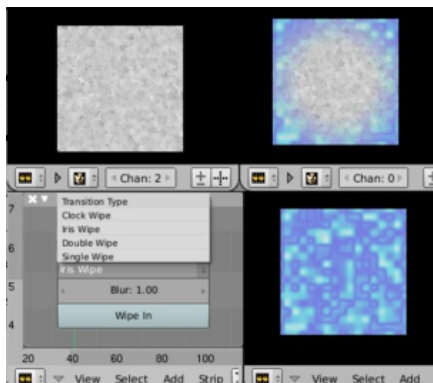 Chan: 2
Chan: 0
7
6
5
4
Transition Type
Clock Wipe
Iris Wipe
Double Wipe
Single Wipe
Iris Wipe
Blur: 1.00
Wipe In
20 40 60 80 100
View Select Add Strip
View Select Add